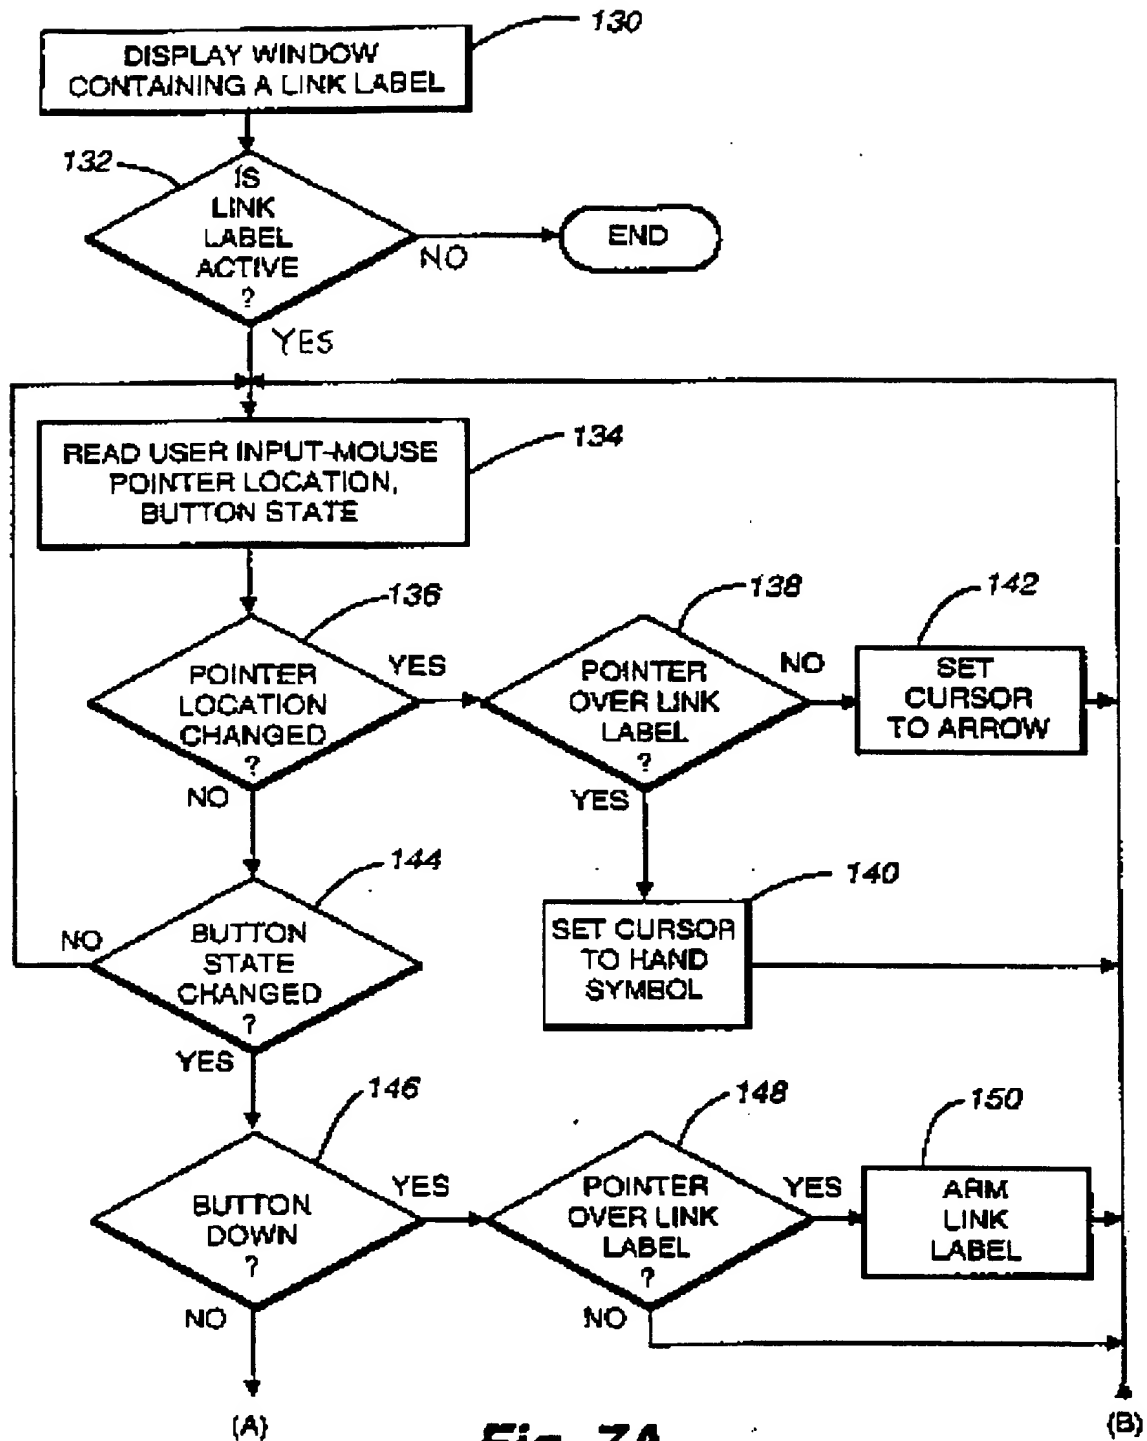 130
DISPLAY WINDOW
CONTAINING A LINK LABEL
132
IS
LINK
LABEL
ACTIVE
?
NO
END
YES
134
READ USER INPUT-MOUSE
POINTER LOCATION,
BUTTON STATE
136
POINTER
LOCATION
CHANGED
?
YES
NO
138
POINTER
OVER LINK
LABEL
?
NO
YES
142
SET
CURSOR
TO ARROW
140
SET CURSOR
TO HAND
SYMBOL
144
BUTTON
STATE
CHANGED
?
NO
YES
146
BUTTON
DOWN
?
YES
NO
148
POINTER
OVER LINK
LABEL
?
YES
NO
150
ARM
LINK
LABEL
(A)
Fig. 7A
(B)